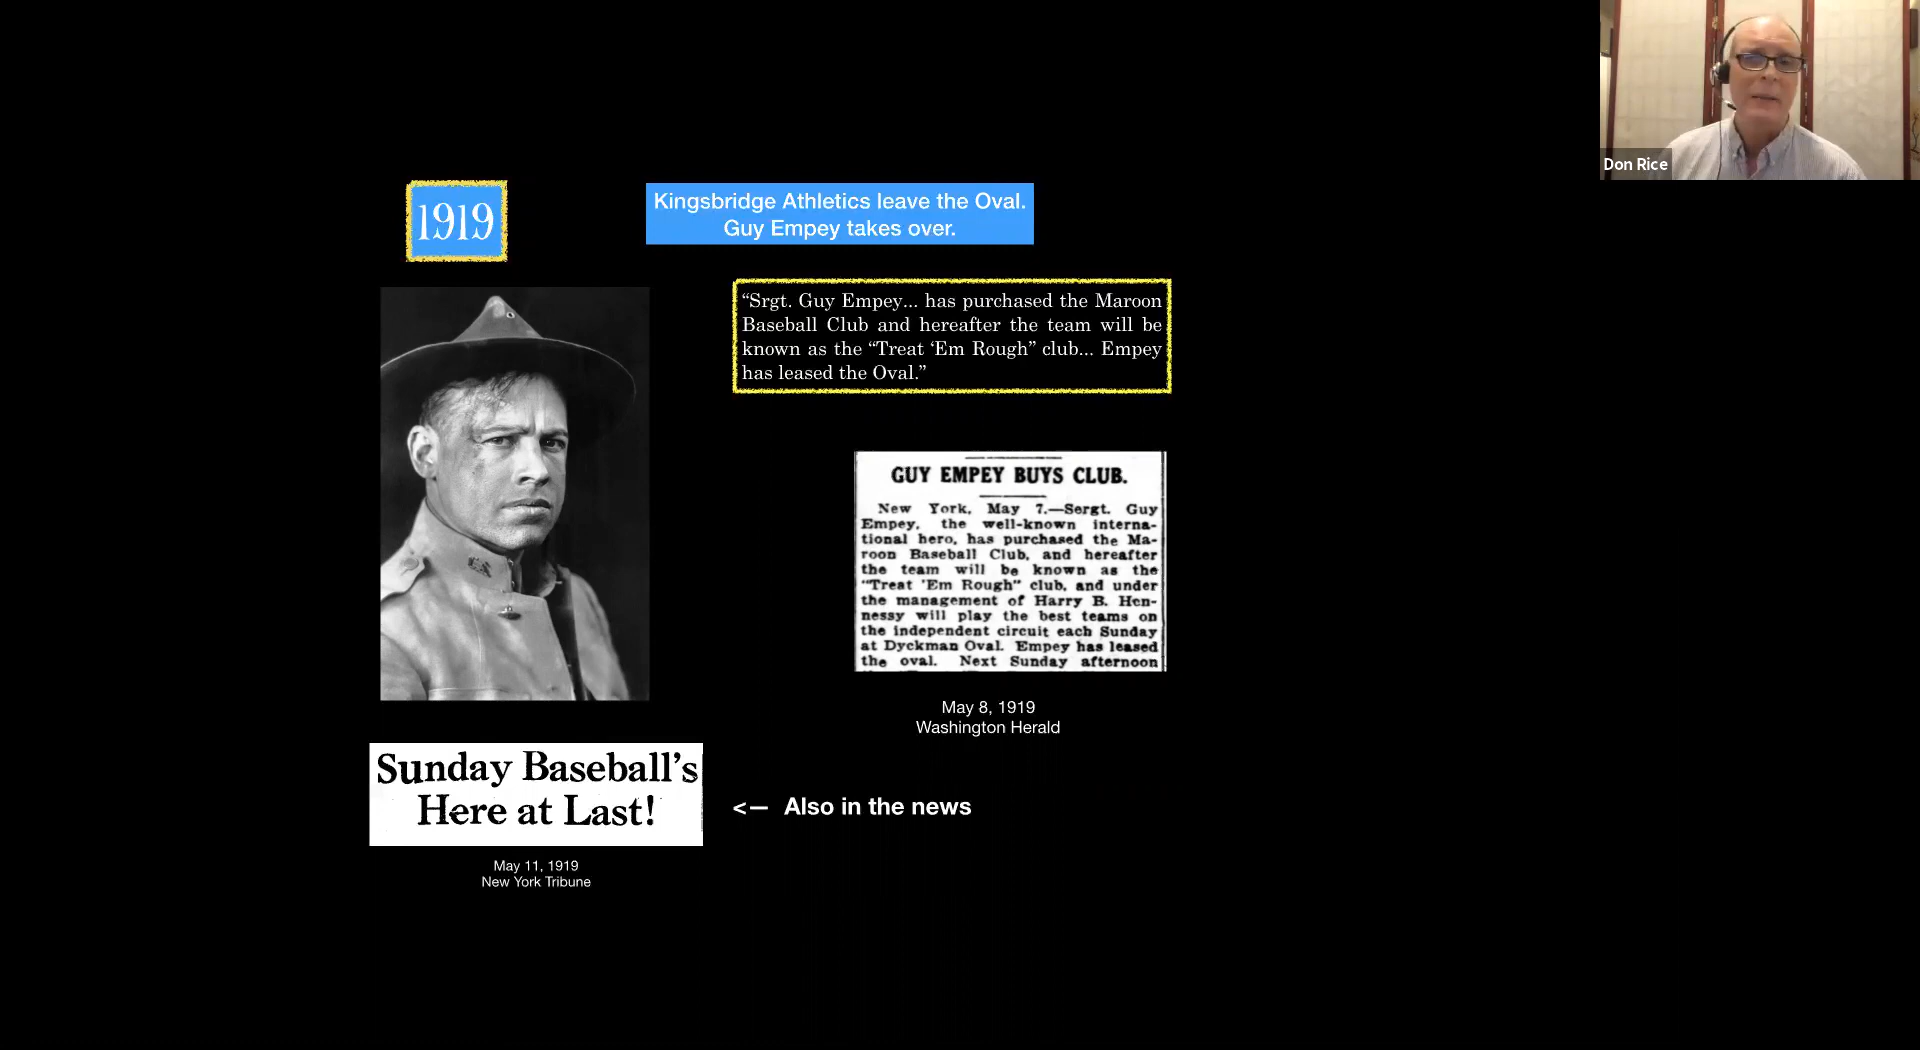 Don Rice
1919
Kingsbridge Athletics leave the Oval.
Guy Empey takes over.
“Srgt. Guy Empey... has purchased the Maroon
Baseball Club and hereafter the team will be
known as the “Treat ‘Em Rough” club... Empey
has leased the Oval.”
GUY EMPEY BUYS CLUB.
New York, May 7.—Sergt. Guy
Empey, the well-known interna-
tional hero, has purchased the Ma-
roon Baseball Club, and hereafter
the team will be known as the
"Treat 'Em Rough" club, and under
the management of Harry B. Hen-
nessy will play the best teams on
the independent circuit each Sunday
at Dyckman Oval. Empey has leased
the oval. Next Sunday afternoon
May 8, 1919
Washington Herald
Sunday Baseball's
Here at Last!
<— Also in the news
May 11, 1919
New York Tribune